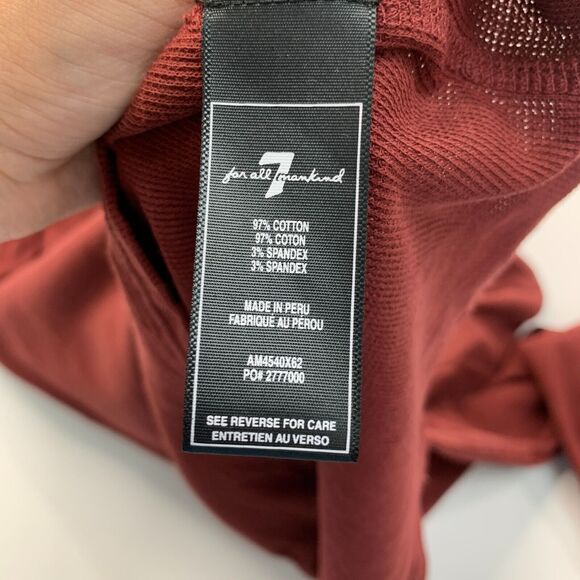 7
for all mankind
97% COTTON
97% COTON
3% SPANDEX
3% SPANDEX
MADE IN PERU
FABRIQUE AU PEROU
AM4540X62
PO# 2777000
SEE REVERSE FOR CARE
ENTRETIEN AU VERSO